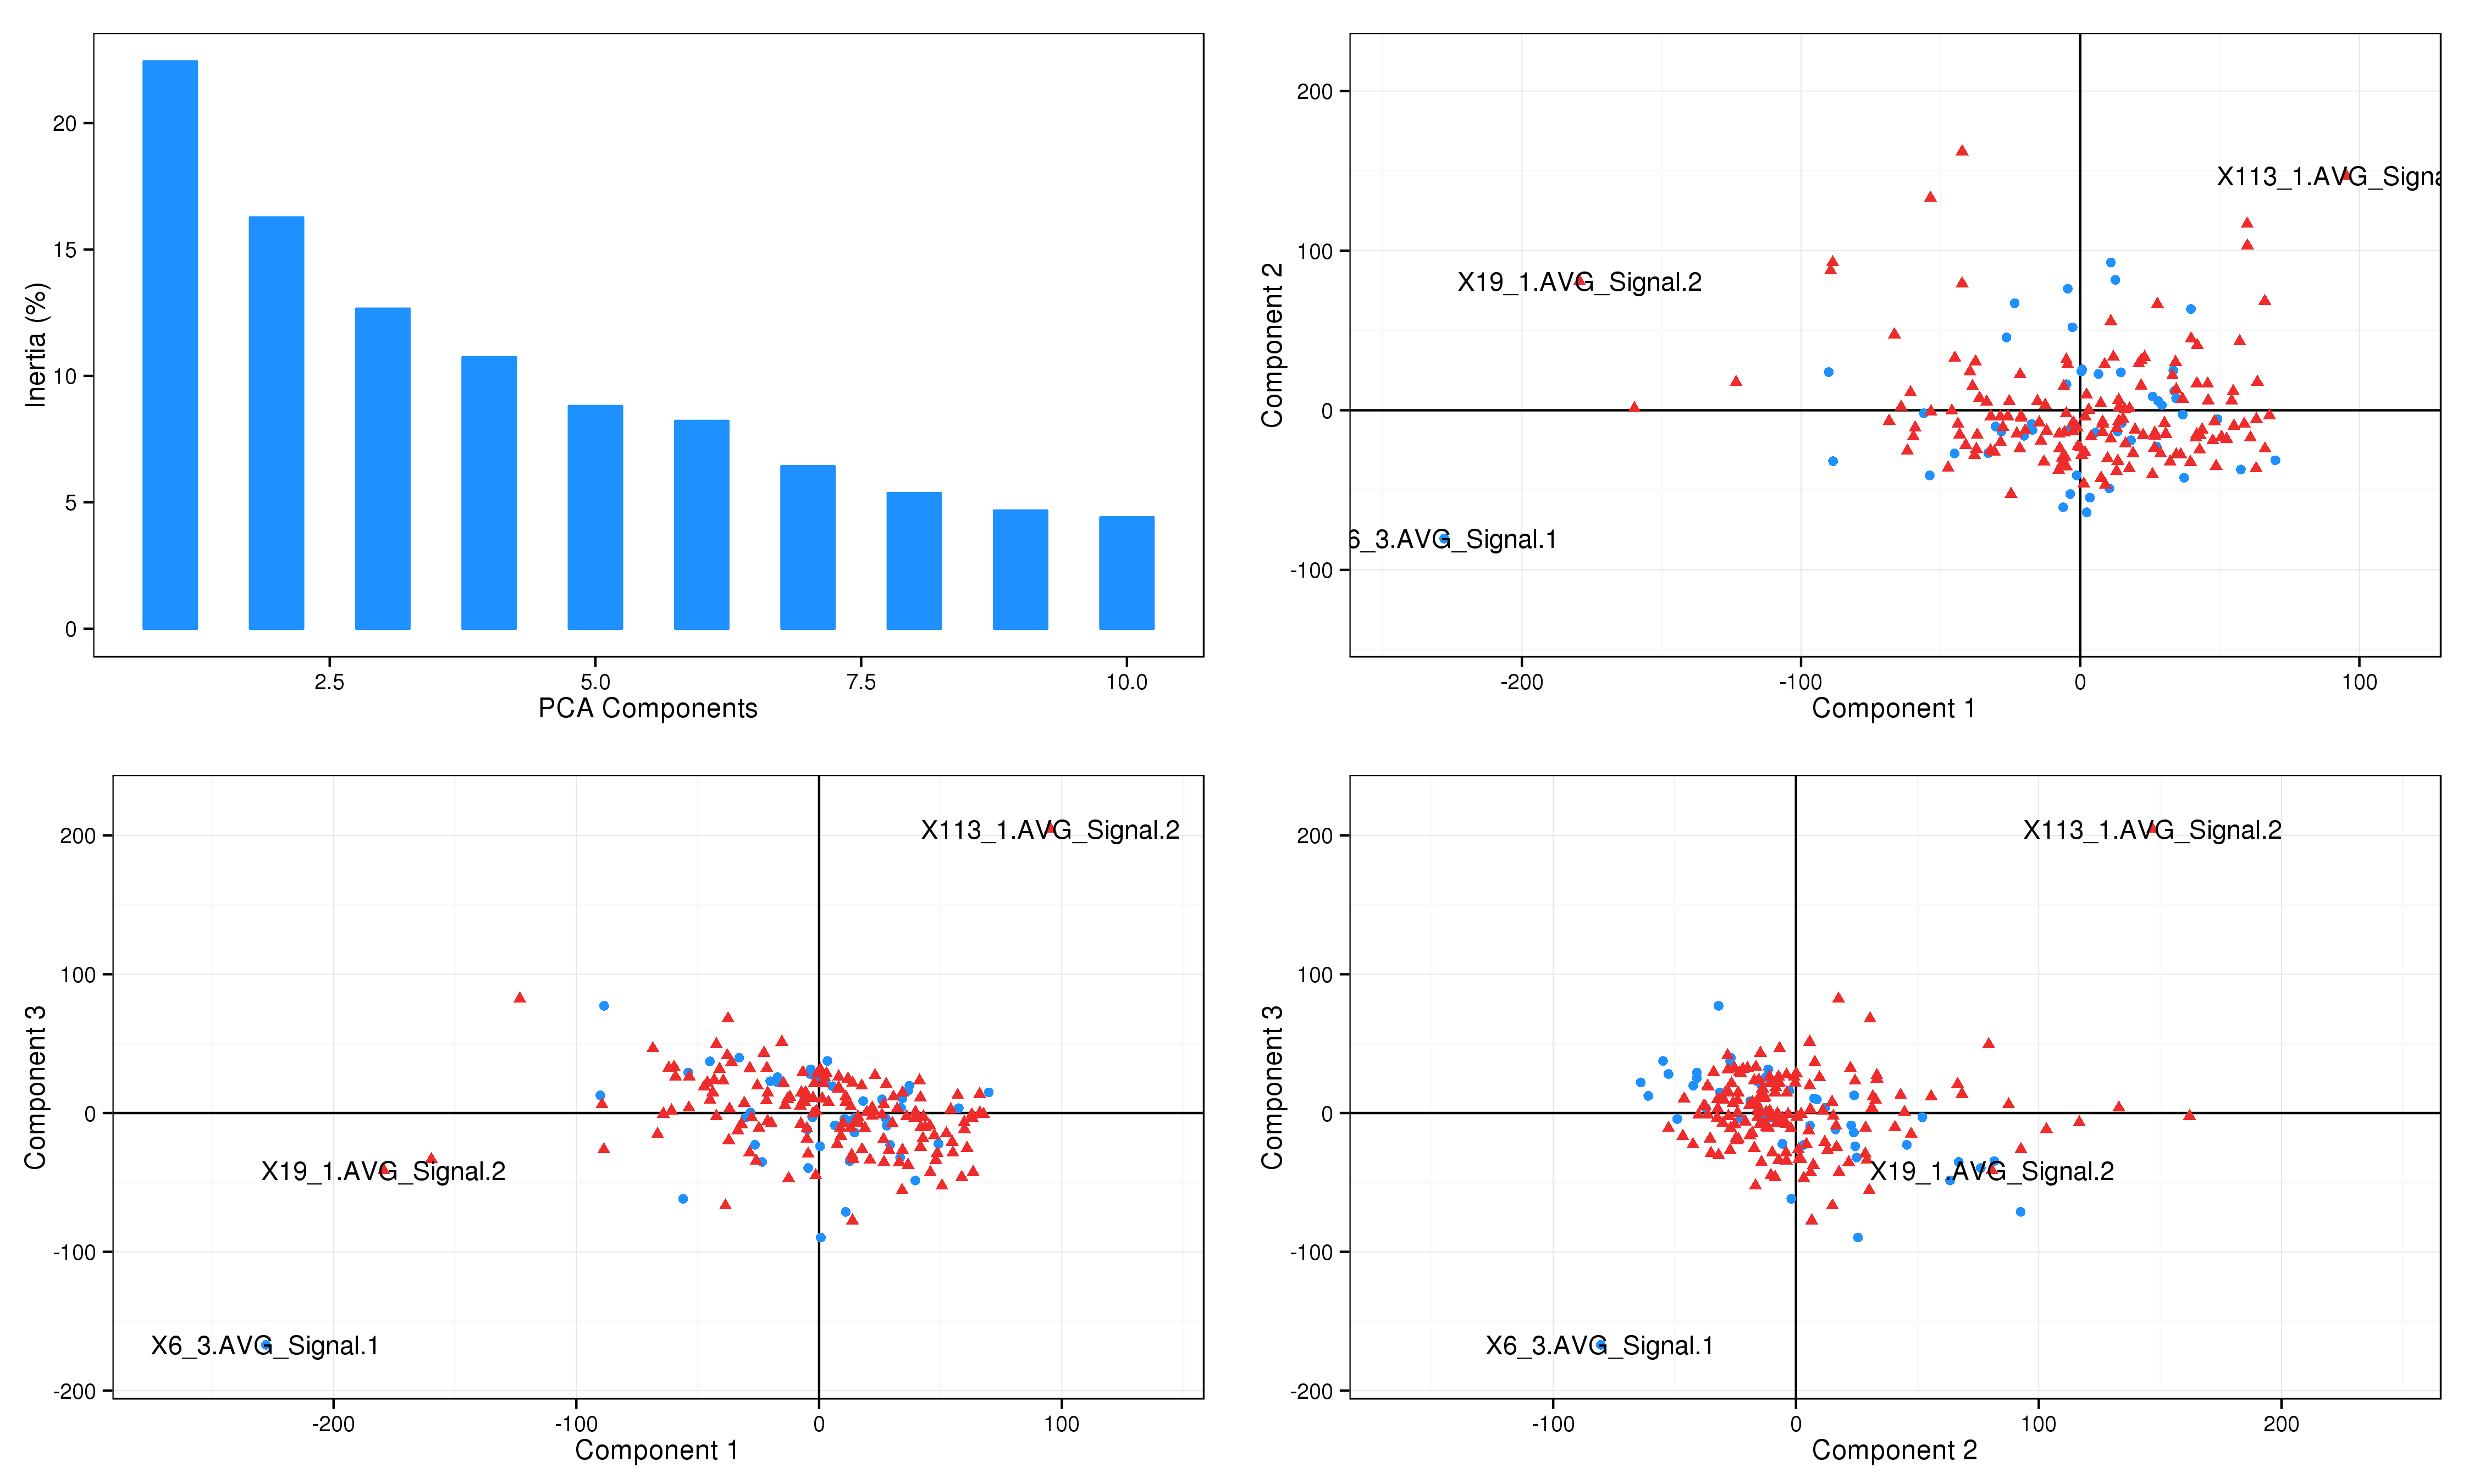 20
15
10
5
0
Inertia (%)
2.5 5.0 7.5 10.0
PCA Components
200
100
0
-100
Component 2
X113_1.AVG_Signa
X19_1.AVG_Signal.2
6_3.AVG_Signal.1
-200 -100 0 100
Component 1
200
100
0
-100
-200
Component 3
X113_1.AVG_Signal.2
X19_1.AVG_Signal.2
X6_3.AVG_Signal.1
-200 -100 0 100
Component 1
200
100
0
-100
-200
Component 3
X113_1.AVG_Signal.2
X19_1.AVG_Signal.2
X6_3.AVG_Signal.1
-100 0 100 200
Component 2